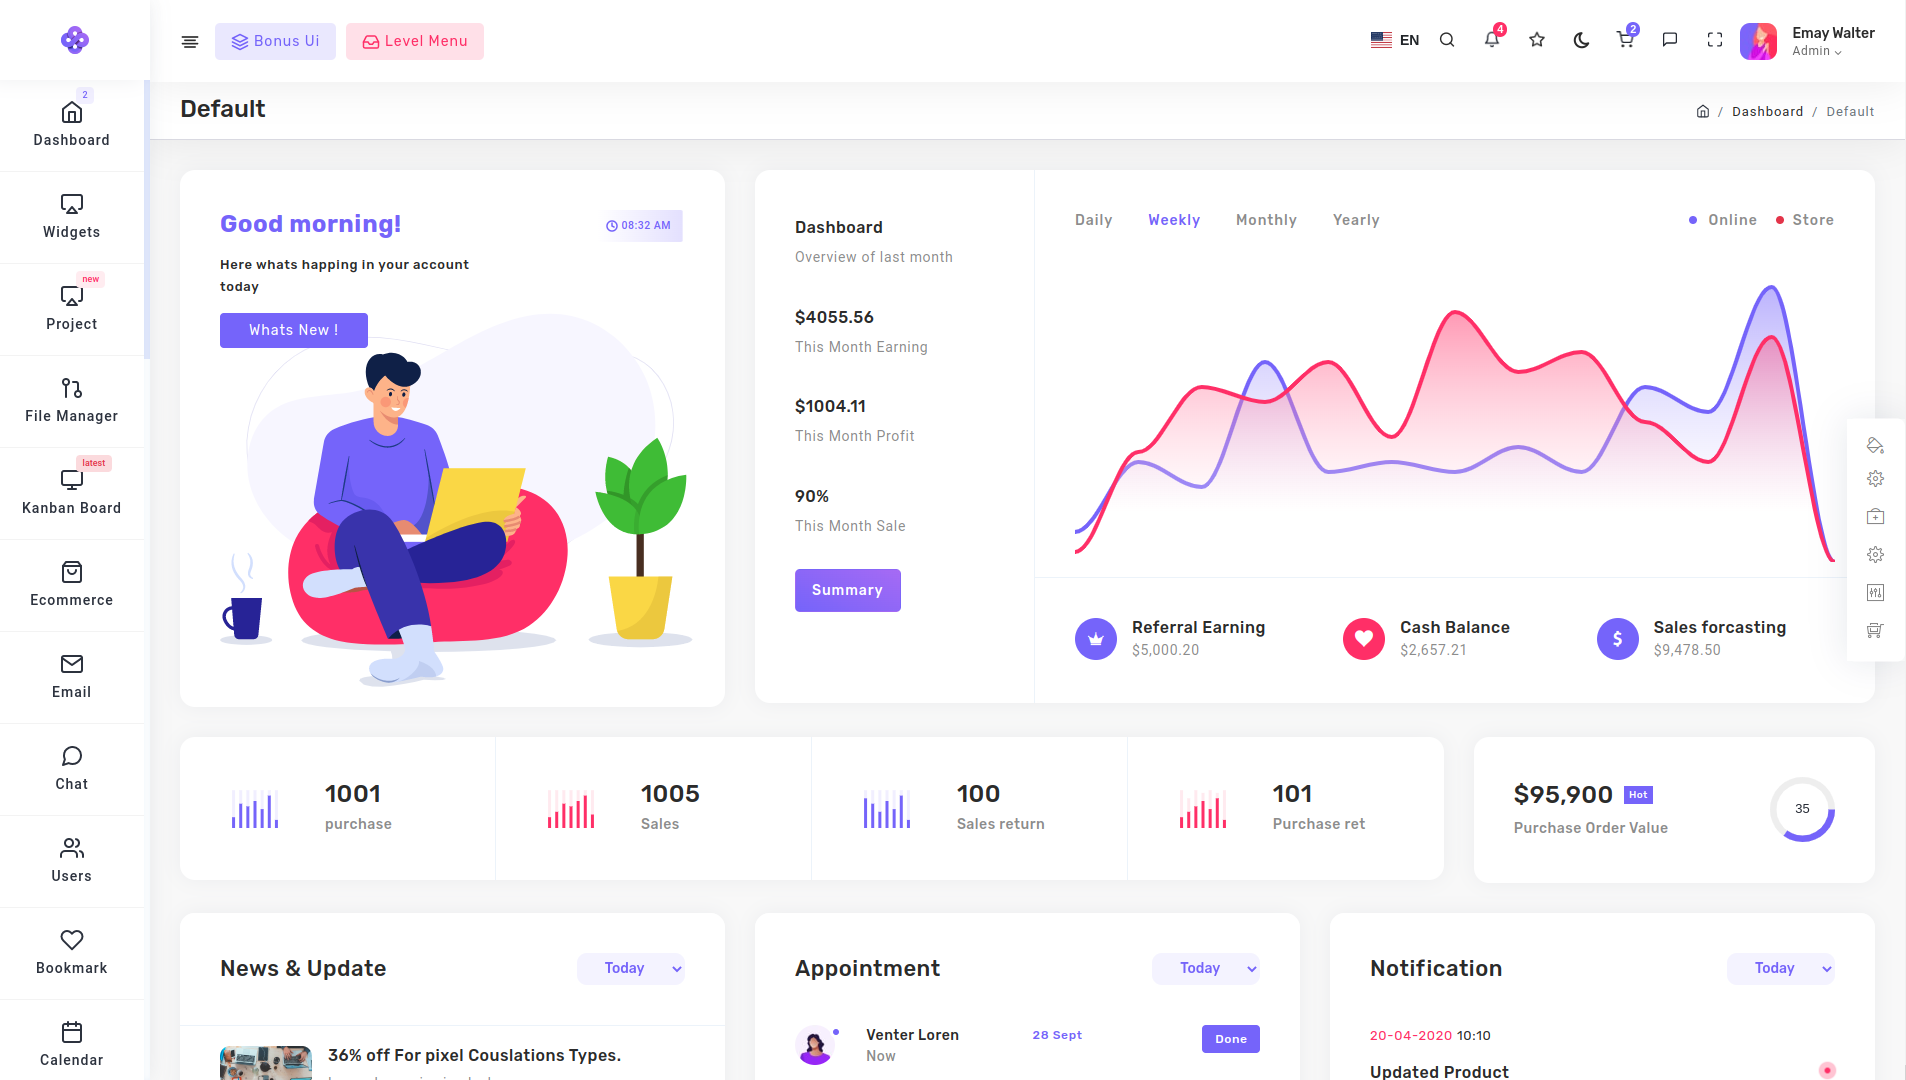 Bonus Ui
Level Menu
EN
4
2
Emay Walter
Admin
Default
/ Dashboard / Default
2
Dashboard
Widgets
new
Project
File Manager
latest
Kanban Board
Ecommerce
Email
Chat
Users
Bookmark
Calendar
Good morning!
08:32 AM
Here whats happing in your account
today
Whats New !
Dashboard
Overview of last month
$4055.56
This Month Earning
$1004.11
This Month Profit
90%
This Month Sale
Summary
Daily Weekly Monthly Yearly
Online Store
Referral Earning
$5,000.20
Cash Balance
$2,657.21
Sales forcasting
$9,478.50
1001
purchase
1005
Sales
100
Sales return
101
Purchase ret
$95,900 Hot
Purchase Order Value
35
News & Update
Today
36% off For pixel Couslations Types.
Appointment
Today
Venter Loren
Now
28 Sept
Done
Notification
Today
20-04-2020 10:10
Updated Product